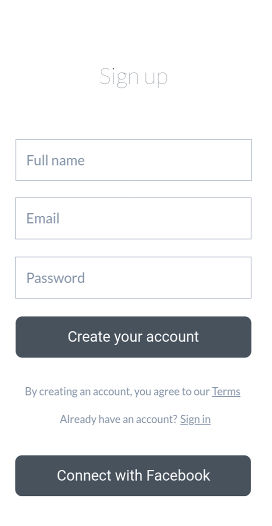 Sign up
Full name
Email
Password
Create your account
By creating an account, you agree to our Terms
Already have an account? Sign in
Connect with Facebook